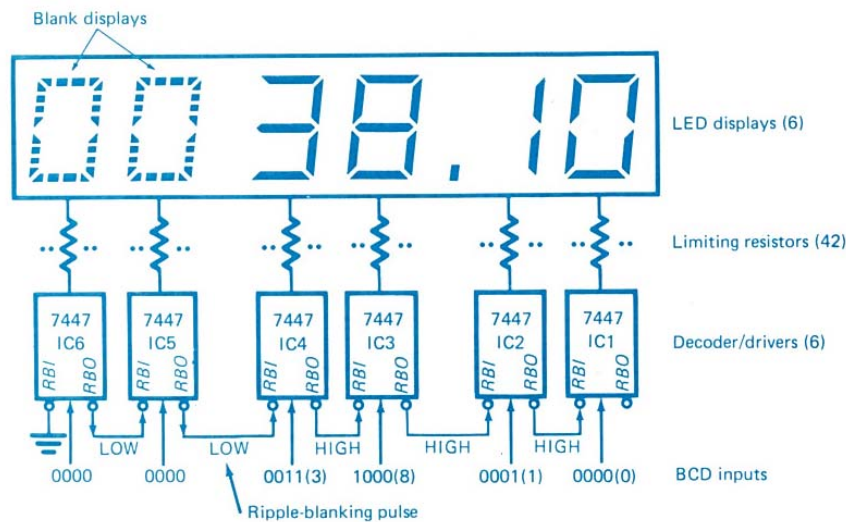 Blank displays
00 38.10
LED displays (6)
Limiting resistors (42)
7447 7447 7447 7447 7447 7447
IC6 IC5 IC4 IC3 IC2 IC1
Decoder/drivers (6)
RBI RBO RBI RBO RBI RBO RBI RBO RBI RBO RBI RBO
LOW LOW HIGH HIGH HIGH
0000 0000 0011(3) 1000(8) 0001(1) 0000(0) BCD inputs
Ripple-blanking pulse